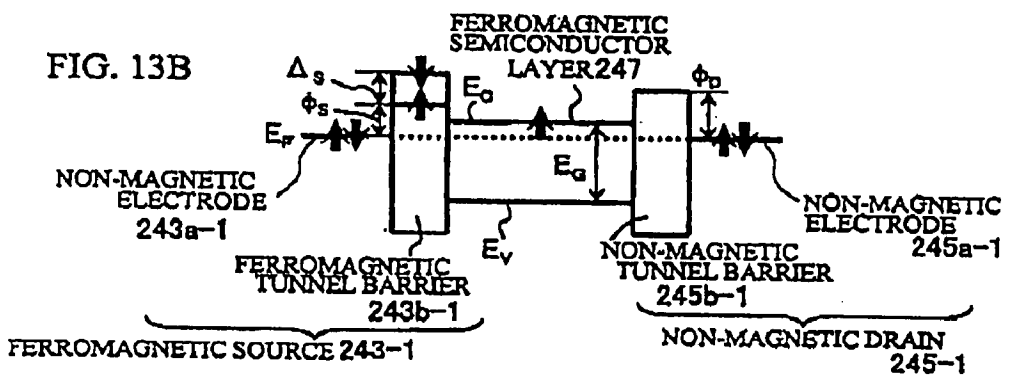 FIG. 13B
FERROMAGNETIC
SEMICONDUCTOR
LAYER247
Δs
ϕs
EF
EC
ϕD
EG
EV
NON-MAGNETIC
ELECTRODE
243a-1
NON-MAGNETIC
ELECTRODE
245a-1
FERROMAGNETIC
TUNNEL BARRIER
243b-1
NON-MAGNETIC
TUNNEL BARRIER
245b-1
FERROMAGNETIC SOURCE 243-1
NON-MAGNETIC DRAIN
245-1